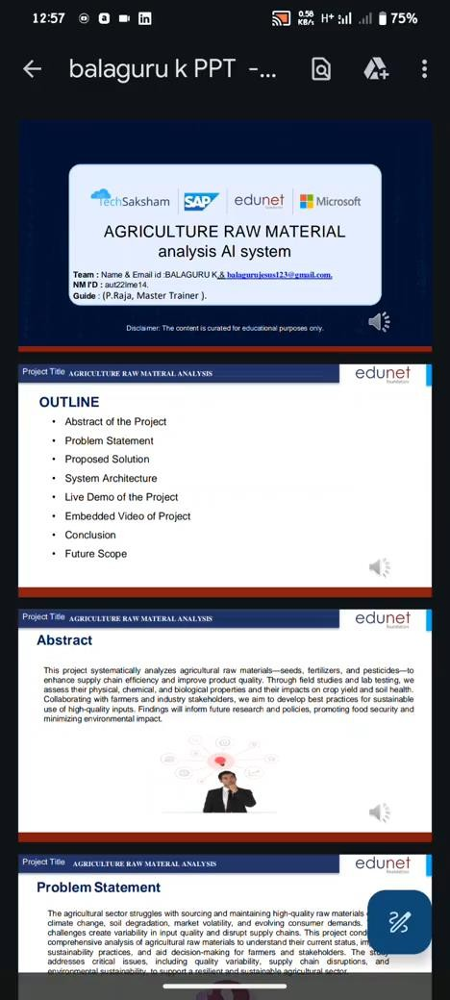 12:57
0.58 KB/s H+ 75%
balaguru k PPT -...
TechSaksham SAP edunet foundation Microsoft
AGRICULTURE RAW MATERIAL
analysis AI system
Team : Name & Email id :BALAGURU K & balagurujesus123@gmail.com.
NM I'D : aut22ime14.
Guide : (P.Raja, Master Trainer ).
Disclaimer: The content is curated for educational purposes only.
Project Title AGRICULTURE RAW MATERAL ANALYSIS
edunet
foundation
OUTLINE
• Abstract of the Project
• Problem Statement
• Proposed Solution
• System Architecture
• Live Demo of the Project
• Embedded Video of Project
• Conclusion
• Future Scope
Project Title AGRICULTURE RAW MATERAL ANALYSIS
edunet
foundation
Abstract
This project systematically analyzes agricultural raw materials—seeds, fertilizers, and pesticides—to
enhance supply chain efficiency and improve product quality. Through field studies and lab testing, we
assess their physical, chemical, and biological properties and their impacts on crop yield and soil health.
Collaborating with farmers and industry stakeholders, we aim to develop best practices for sustainable
use of high-quality inputs. Findings will inform future research and policies, promoting food security and
minimizing environmental impact.
Project Title AGRICULTURE RAW MATERAL ANALYSIS
edunet
foundation
Problem Statement
The agricultural sector struggles with sourcing and maintaining high-quality raw materials
climate change, soil degradation, market volatility, and evolving consumer demands.
challenges create variability in input quality and disrupt supply chains. This project
comprehensive analysis of agricultural raw materials to understand their current status,
sustainability practices, and aid decision-making for farmers and stakeholders. The
addresses critical issues, including quality variability, supply chain disruptions, and
environmental sustainability, to support a resilient and sustainable agricultural sector.